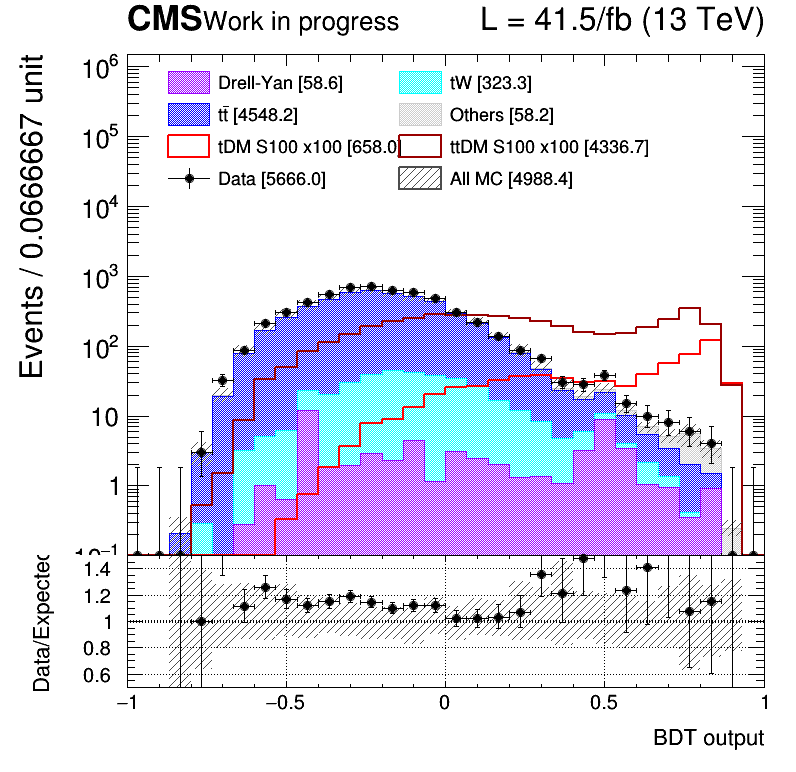 CMS Work in progress L = 41.5/fb (13 TeV)
Events / 0.0666667 unit
Drell-Yan [58.6] tW [323.3]
tt̄ [4548.2] Others [58.2]
tDM S100 x100 [658.0] ttDM S100 x100 [4336.7]
Data [5666.0] All MC [4988.4]
10⁶
10⁵
10⁴
10³
10²
10
1
10⁻¹
Data/Expected
1.4
1.2
1
0.8
0.6
−1 −0.5 0 0.5 1
BDT output